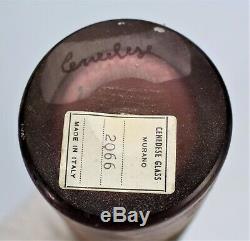 Cenedese
CENEDESE GLASS
MURANO
2066
MADE IN ITALY